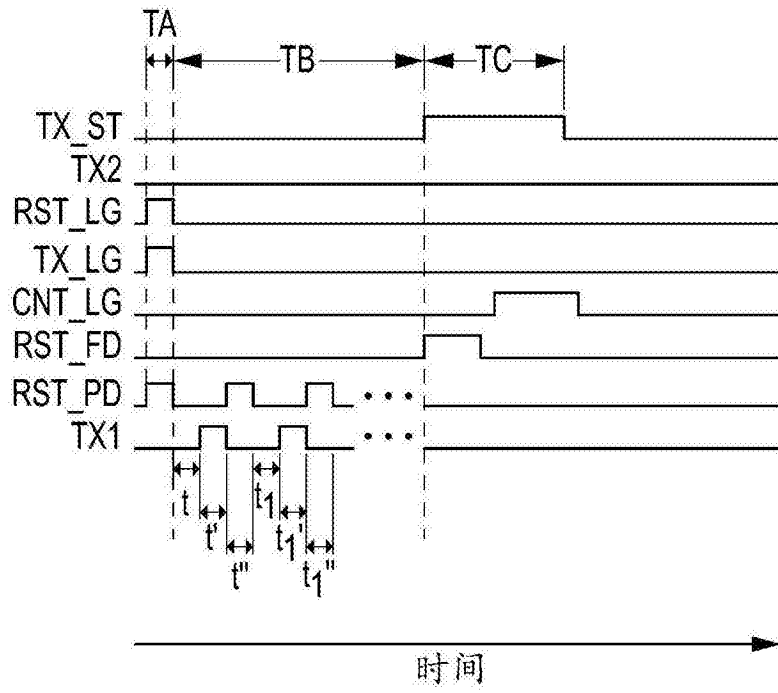 TA
TB
TC
TX_ST
TX2
RST_LG
TX_LG
CNT_LG
RST_FD
RST_PD
TX1
t
t'
t"
t1
t1'
t1"
时间